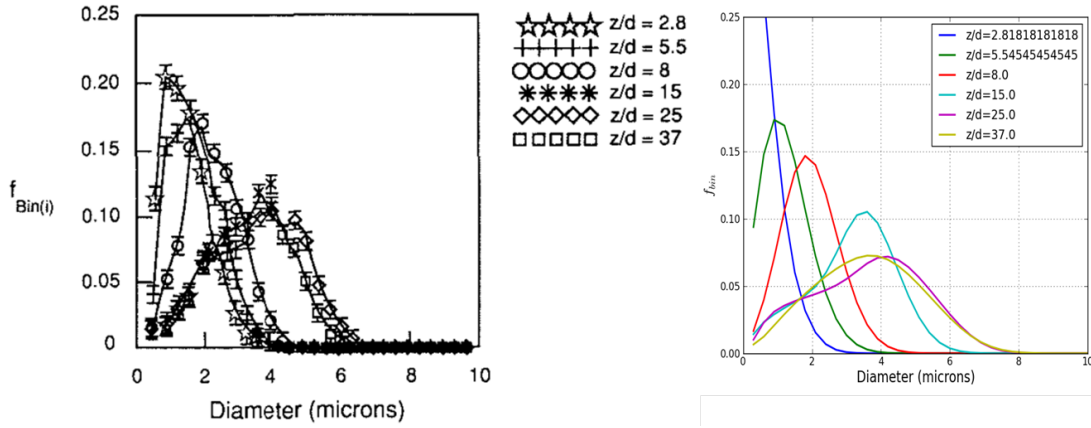 0.25
0.20
0.15
0.10
0.05
0
f
Bin(i)
0 2 4 6 8 10
Diameter (microns)
z/d = 2.8
z/d = 5.5
z/d = 8
z/d = 15
z/d = 25
z/d = 37
0.25
0.20
0.15
0.10
0.05
0.00
f bin
0 2 4 6 8 10
Diameter (microns)
z/d=2.81818181818
z/d=5.54545454545
z/d=8.0
z/d=15.0
z/d=25.0
z/d=37.0